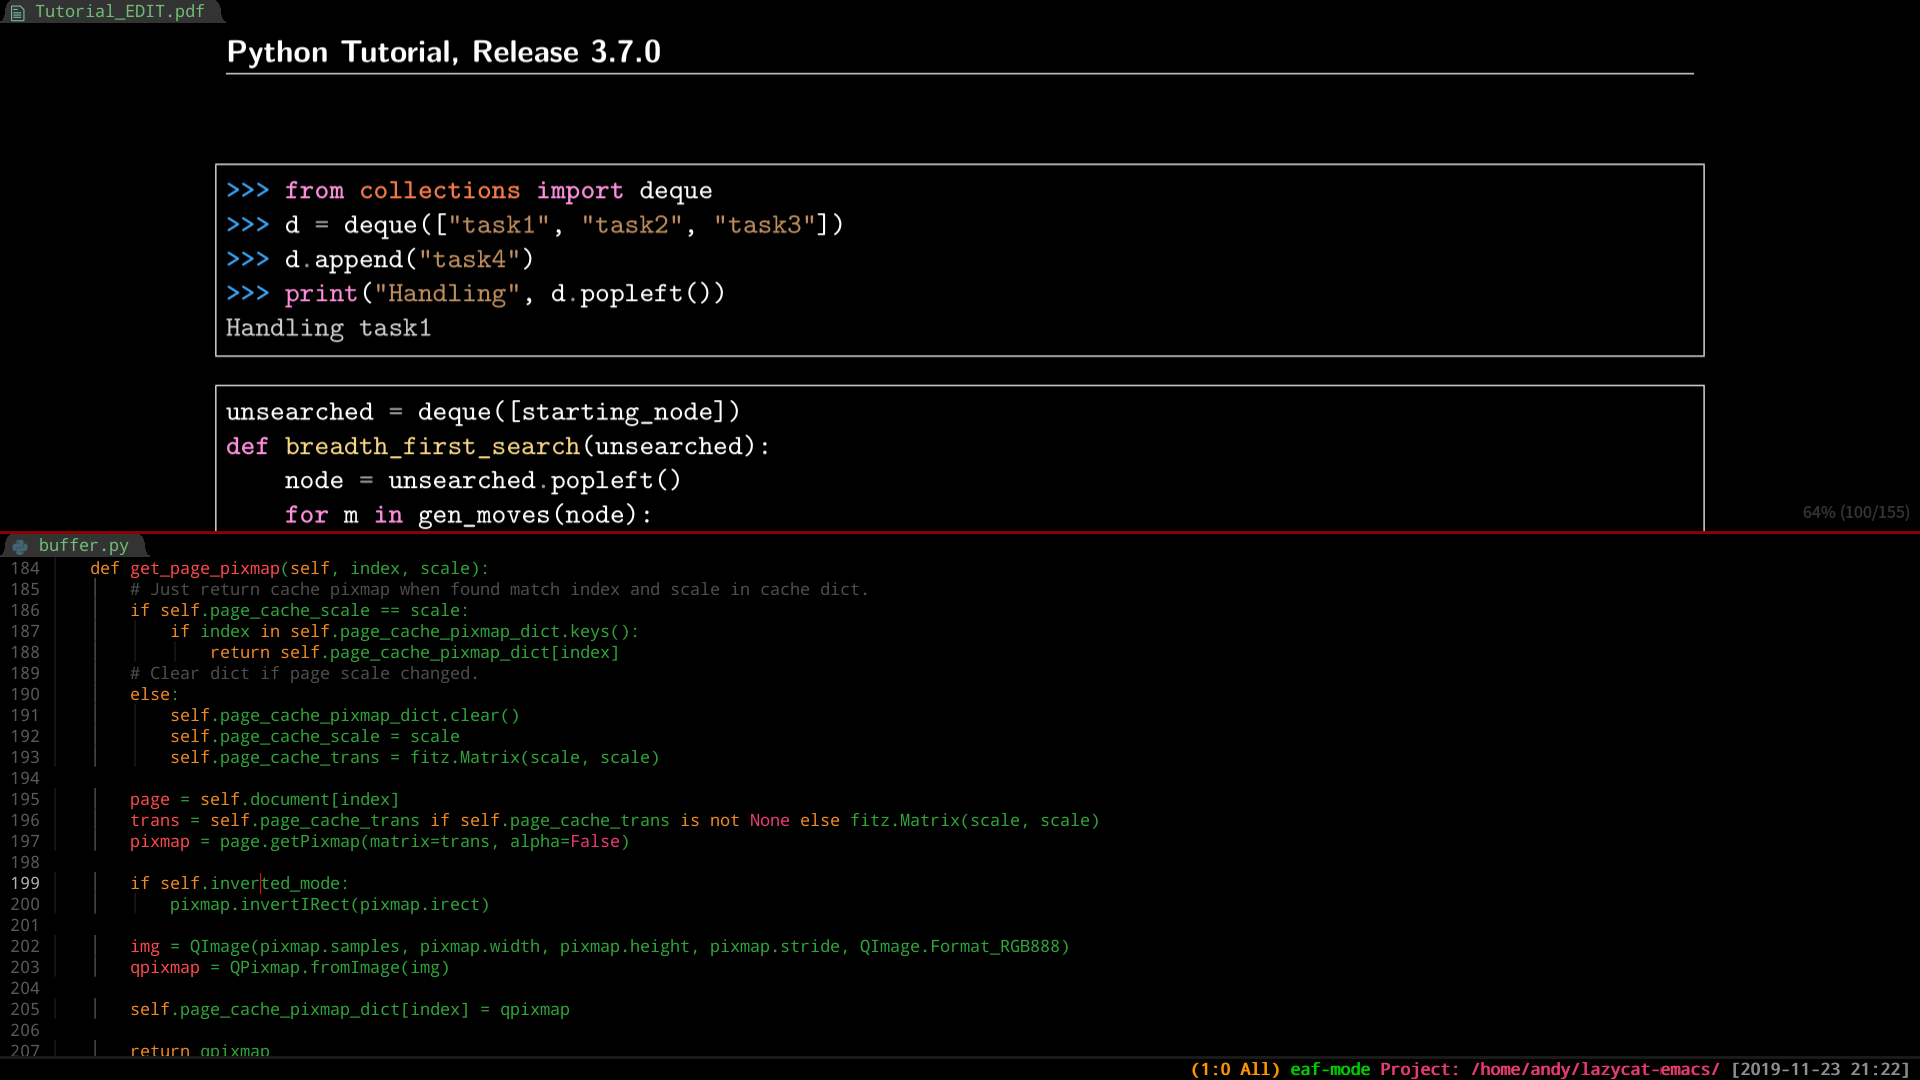 Tutorial_EDIT.pdf
Python Tutorial, Release 3.7.0
>>> from collections import deque
>>> d = deque(["task1", "task2", "task3"])
>>> d.append("task4")
>>> print("Handling", d.popleft())
Handling task1
unsearched = deque([starting_node])
def breadth_first_search(unsearched):
    node = unsearched.popleft()
    for m in gen_moves(node):
64% (100/155)
buffer.py
184     def get_page_pixmap(self, index, scale):
185         # Just return cache pixmap when found match index and scale in cache dict.
186         if self.page_cache_scale == scale:
187             if index in self.page_cache_pixmap_dict.keys():
188                 return self.page_cache_pixmap_dict[index]
189         # Clear dict if page scale changed.
190         else:
191             self.page_cache_pixmap_dict.clear()
192             self.page_cache_scale = scale
193             self.page_cache_trans = fitz.Matrix(scale, scale)
194
195         page = self.document[index]
196         trans = self.page_cache_trans if self.page_cache_trans is not None else fitz.Matrix(scale, scale)
197         pixmap = page.getPixmap(matrix=trans, alpha=False)
198
199         if self.inverted_mode:
200             pixmap.invertIRect(pixmap.irect)
201
202         img = QImage(pixmap.samples, pixmap.width, pixmap.height, pixmap.stride, QImage.Format_RGB888)
203         qpixmap = QPixmap.fromImage(img)
204
205         self.page_cache_pixmap_dict[index] = qpixmap
206
207         return qpixmap
(1:0 All) eaf-mode Project: /home/andy/lazycat-emacs/ [2019-11-23 21:22]